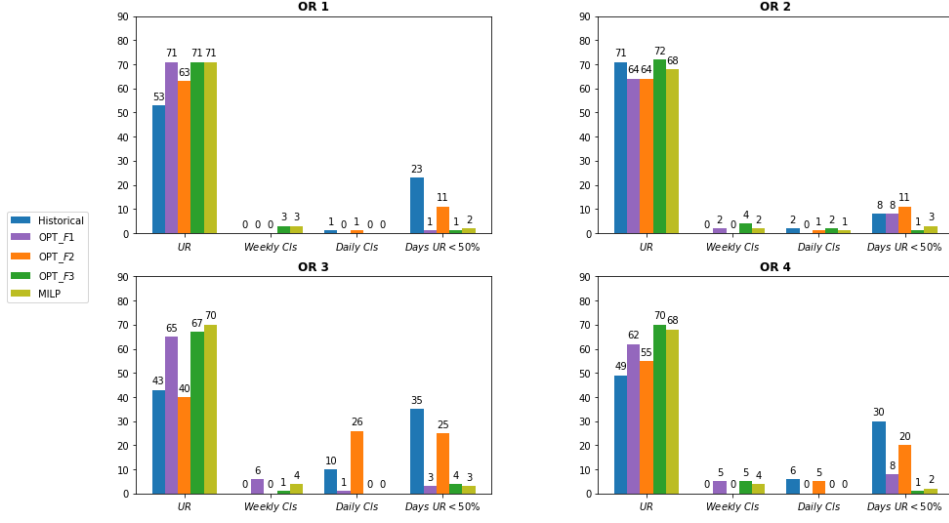 OR 1
90
80
70
60
50
40
30
20
10
0
53 71 63 71 71
0 0 0 3 3
1 0 1 0 0
23 1 11 1 2
UR Weekly CIs Daily CIs Days UR < 50%
OR 2
90
80
70
60
50
40
30
20
10
0
71 64 64 72 68
0 2 0 4 2
2 0 1 2 1
8 8 11 1 3
UR Weekly CIs Daily CIs Days UR < 50%
Historical
OPT_F1
OPT_F2
OPT_F3
MILP
OR 3
90
80
70
60
50
40
30
20
10
0
43 65 40 67 70
0 6 0 1 4
10 1 26 0 0
35 3 25 4 3
UR Weekly CIs Daily CIs Days UR < 50%
OR 4
90
80
70
60
50
40
30
20
10
0
49 62 55 70 68
0 5 0 5 4
6 0 5 0 0
30 8 20 1 2
UR Weekly CIs Daily CIs Days UR < 50%